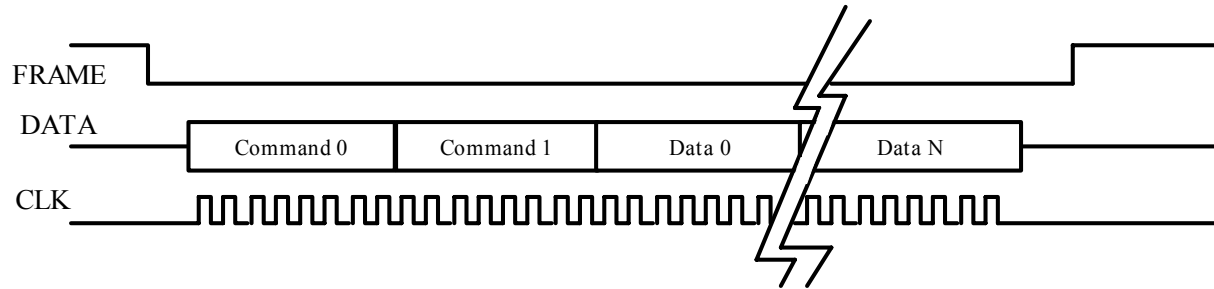 FRAME
DATA
Command 0 Command 1 Data 0 Data N
CLK